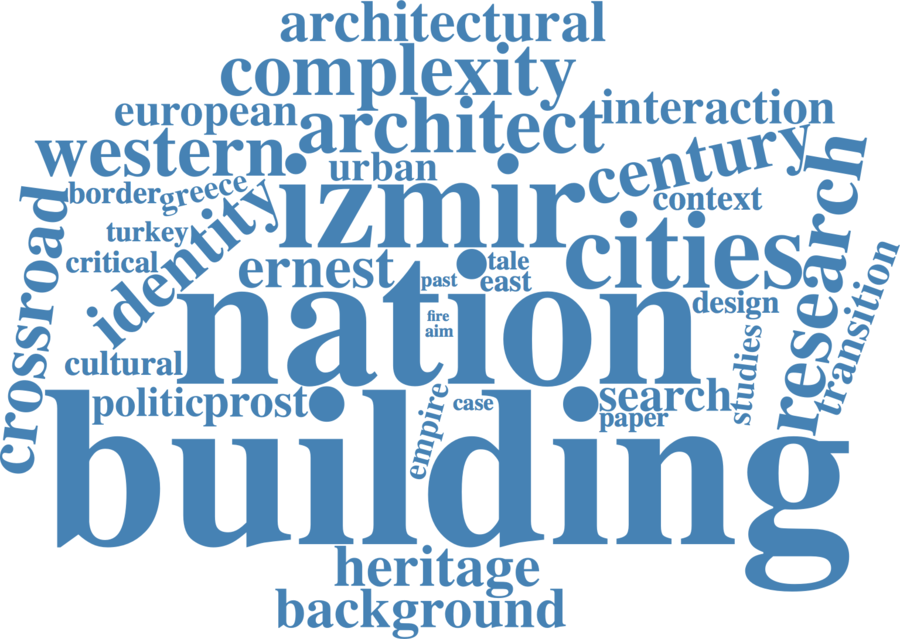 architectural
complexity
european
architect
interaction
western
urban
century
izmir
border
greece
context
research
turkey
identity
cities
crossroad
critical
ernest
past
tale
east
nation
fire
aim
design
transition
studies
cultural
politic
prost
empire
case
search
paper
building
heritage
background